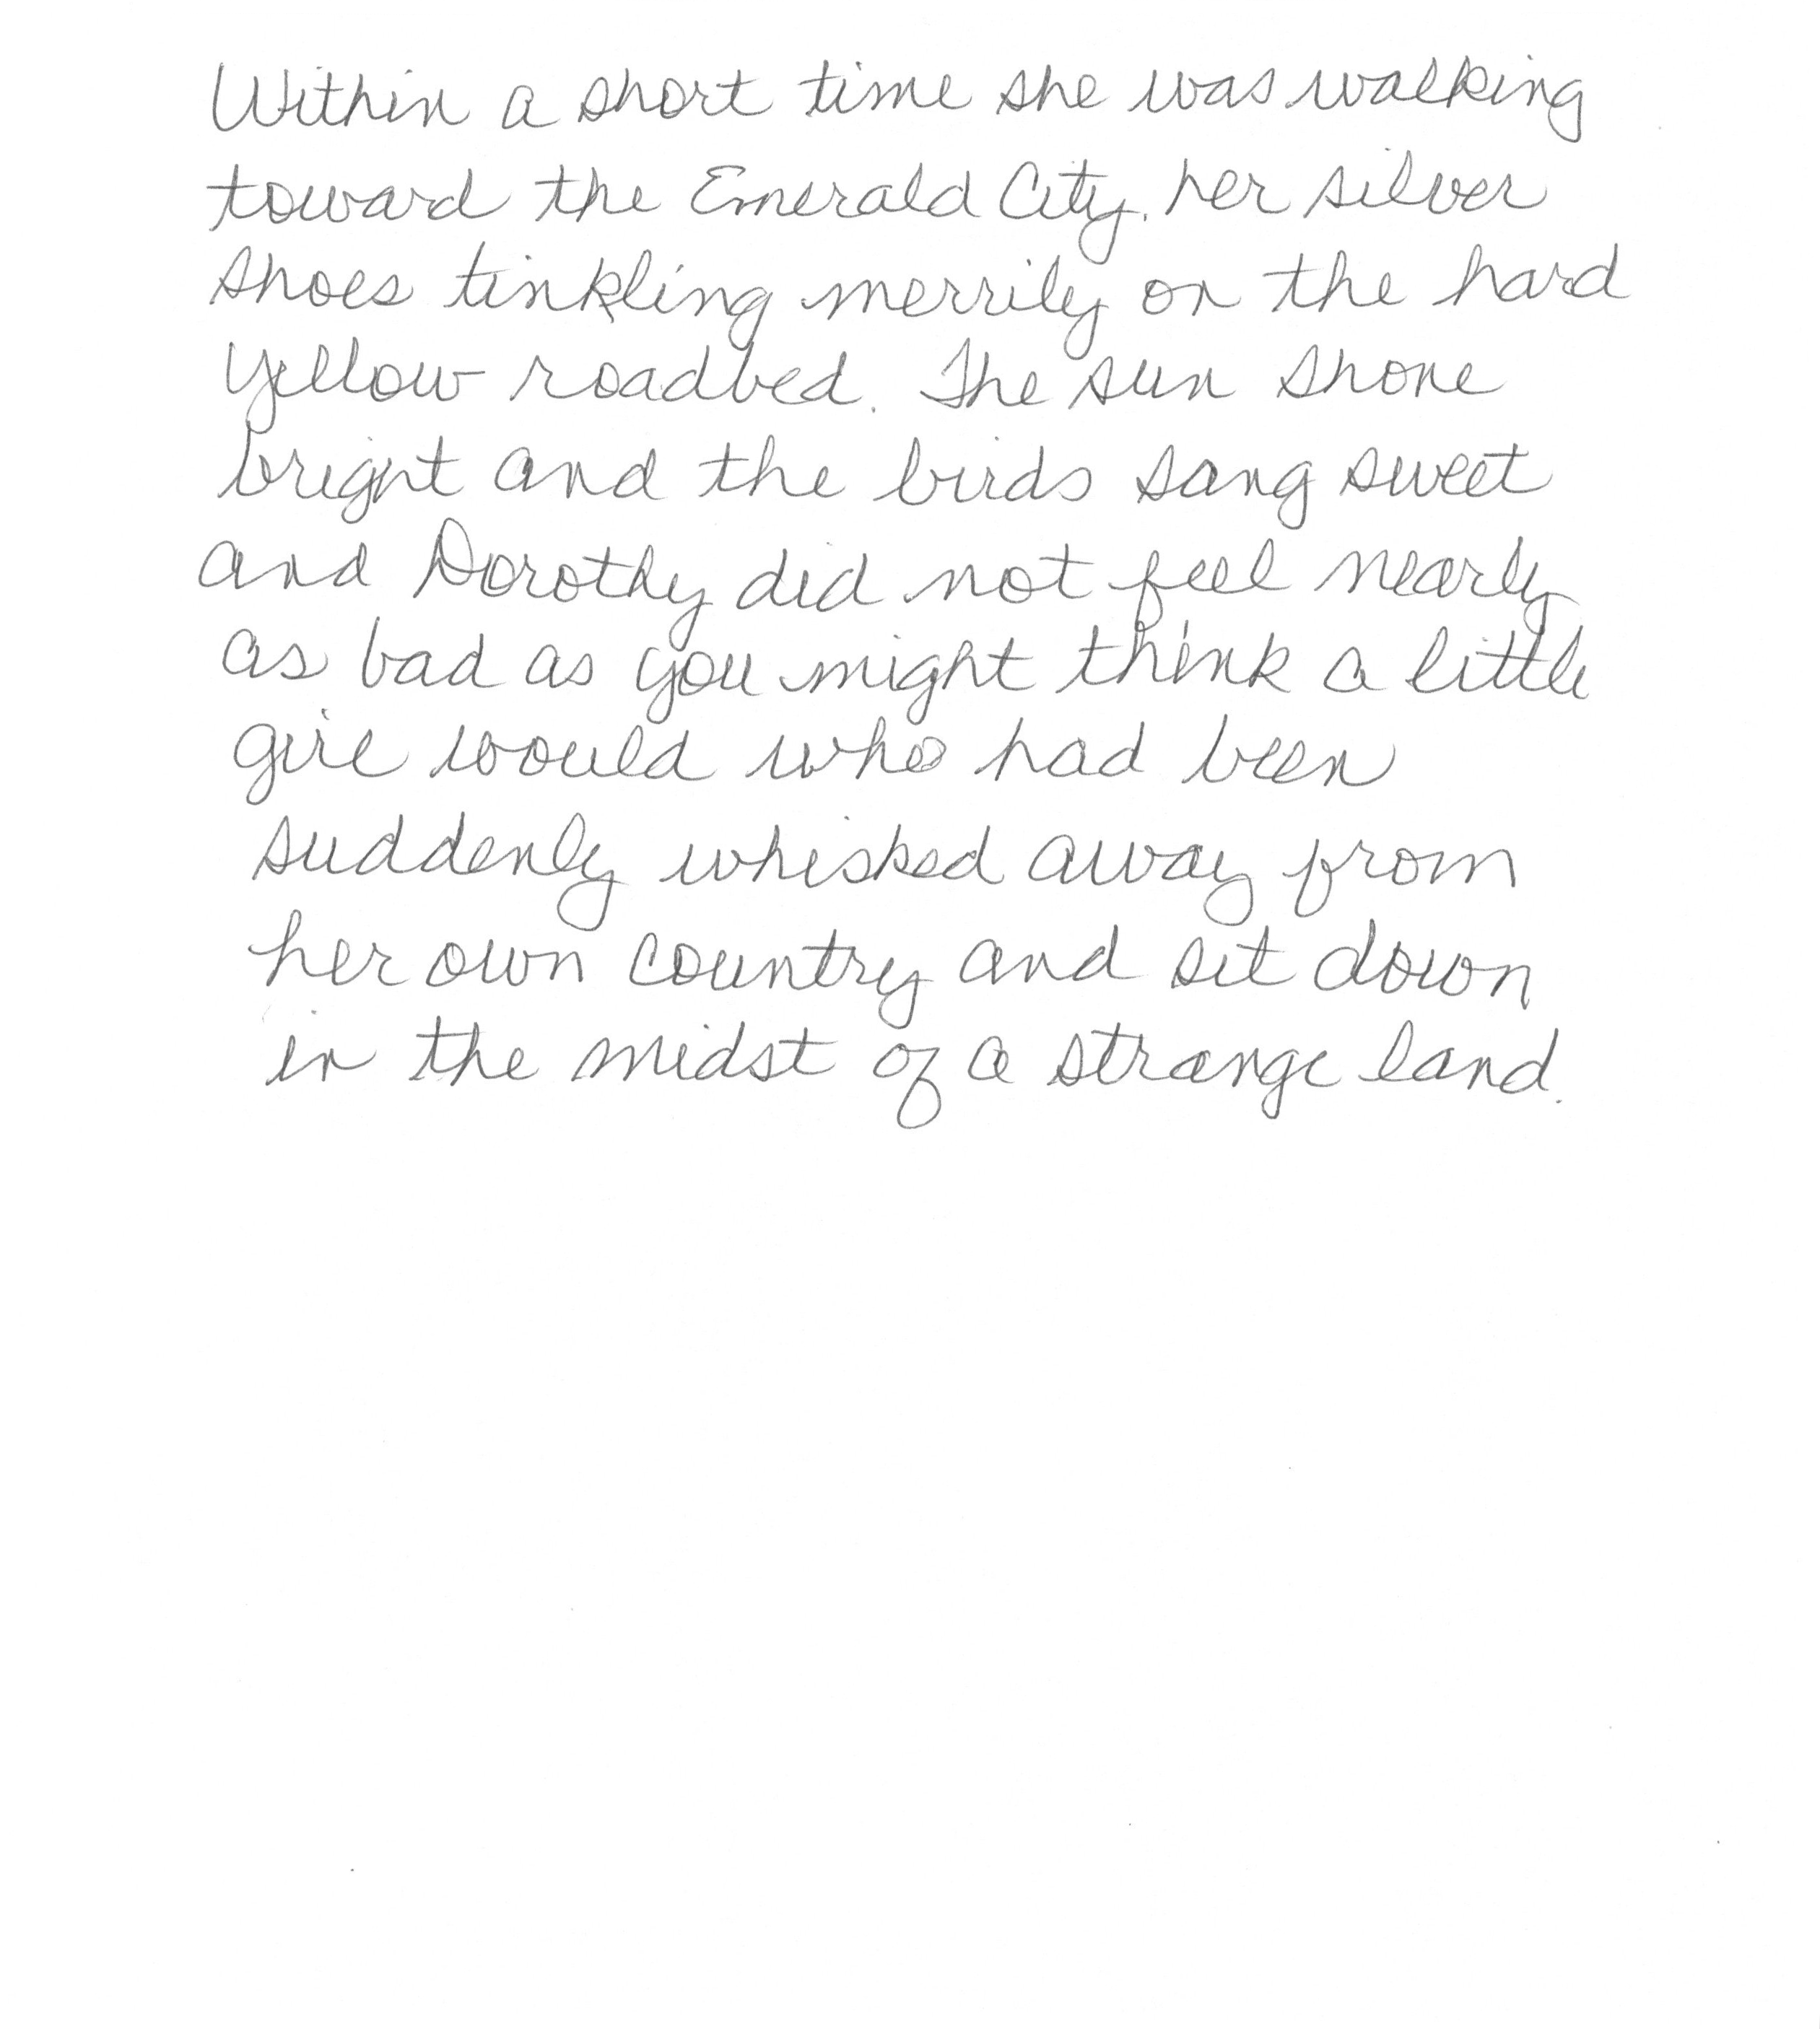 Within a short time she was walking
toward the Emerald City, her silver
shoes tinkling merrily on the hard
yellow roadbed. The sun shone
bright and the birds sang sweet
and Dorothy did not feel nearly
as bad as you might think a little
girl would who had been
suddenly whisked away from
her own country and sit down
in the midst of a strange land.